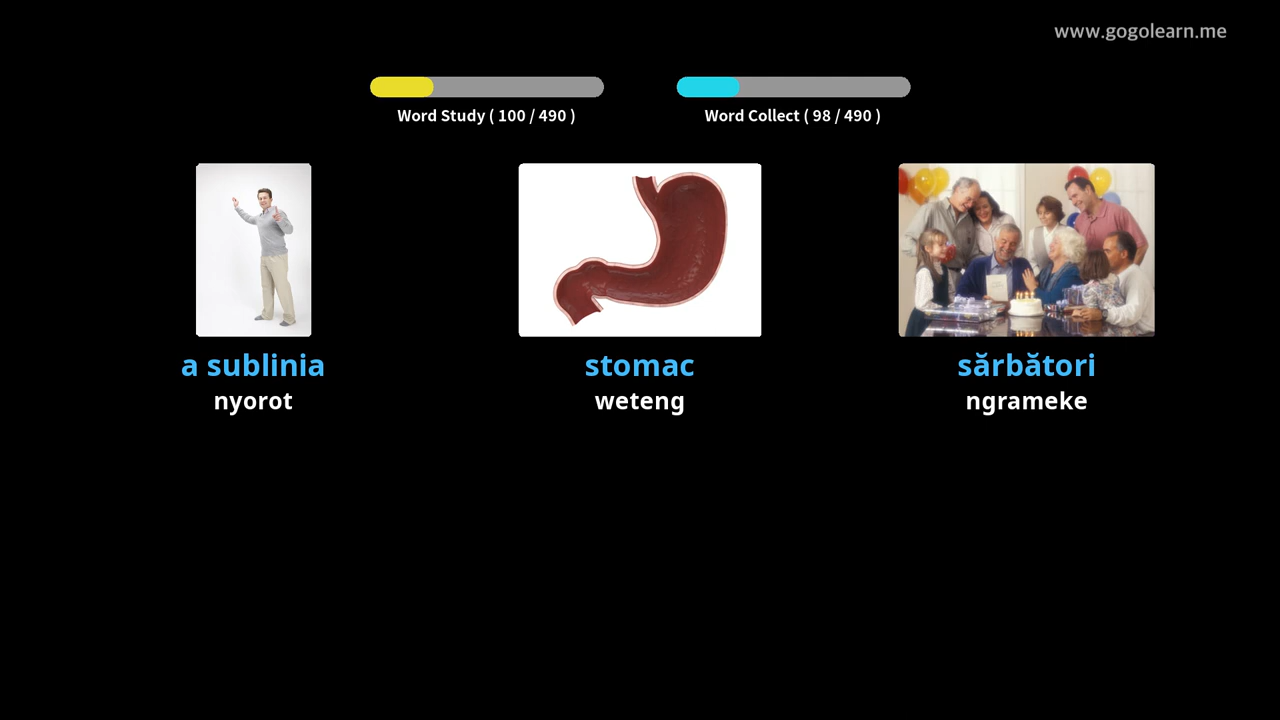 www.gogolearn.me
Word Study ( 100 / 490 )
Word Collect ( 98 / 490 )
a sublinia
nyorot
stomac
weteng
sărbători
ngrameke